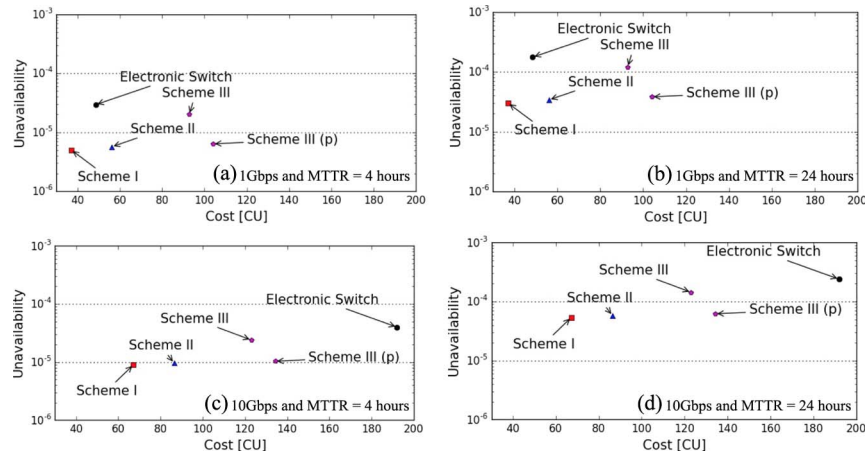 10⁻³
10⁻⁴
10⁻⁵
10⁻⁶
Unavailability
Electronic Switch
Scheme III
Scheme II
Scheme III (p)
Scheme I
(a) 1Gbps and MTTR = 4 hours
40 60 80 100 120 140 160 180 200
Cost [CU]
10⁻³
10⁻⁴
10⁻⁵
10⁻⁶
Unavailability
Electronic Switch
Scheme III
Scheme II
Scheme III (p)
Scheme I
(b) 1Gbps and MTTR = 24 hours
40 60 80 100 120 140 160 180 200
Cost [CU]
10⁻³
10⁻⁴
10⁻⁵
10⁻⁶
Unavailability
Electronic Switch
Scheme III
Scheme II
Scheme III (p)
Scheme I
(c) 10Gbps and MTTR = 4 hours
40 60 80 100 120 140 160 180 200
Cost [CU]
10⁻³
10⁻⁴
10⁻⁵
10⁻⁶
Unavailability
Electronic Switch
Scheme III
Scheme II
Scheme III (p)
Scheme I
(d) 10Gbps and MTTR = 24 hours
40 60 80 100 120 140 160 180 200
Cost [CU]